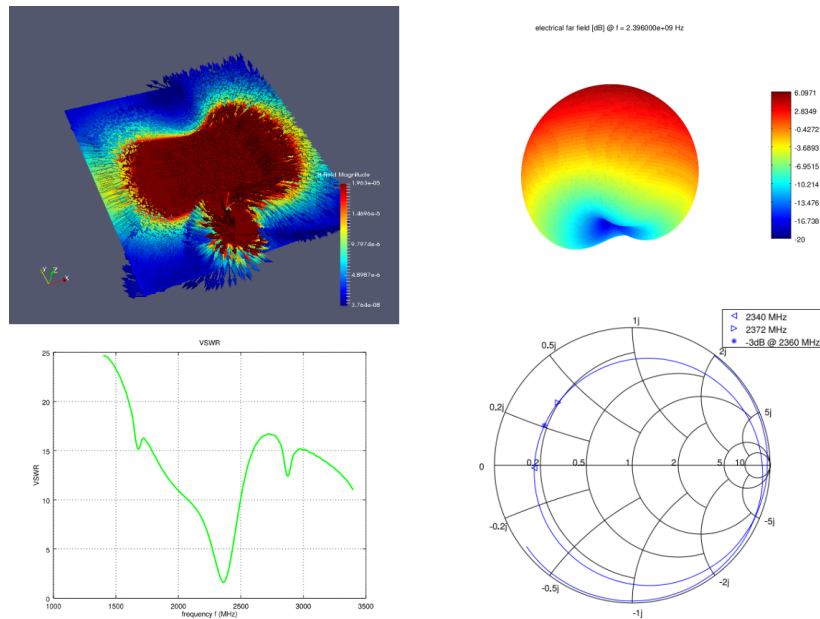 H Field Magnitude
1.963e-05
1.4696e-5
9.7974e-6
4.8987e-6
3.764e-08
Y Z X
electrical far field [dB] @ f = 2.396000e+09 Hz
6.0971
2.8349
-0.4272
-3.6893
-6.9515
-10.214
-13.476
-16.738
-20
VSWR
25
20
15
10
5
0
VSWR
1000 1500 2000 2500 3000 3500
frequency f (MHz)
2340 MHz
2372 MHz
-3dB @ 2360 MHz
1j
0.5j 2j
0.2j 5j
0 0.2 0.5 1 2 5 10
-0.2j -5j
-0.5j -2j
-1j